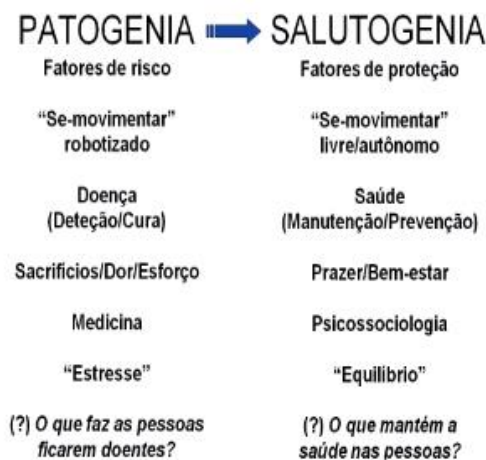 PATOGENIA SALUTOGENIA
Fatores de risco Fatores de proteção
“Se-movimentar” “Se-movimentar”
robotizado livre/autônomo
Doença Saúde
(Deteção/Cura) (Manutenção/Prevenção)
Sacrificios/Dor/Esforço Prazer/Bem-estar
Medicina Psicossociologia
“Estresse” “Equilibrio”
(?) O que faz as pessoas (?) O que mantém a
ficarem doentes? saúde nas pessoas?